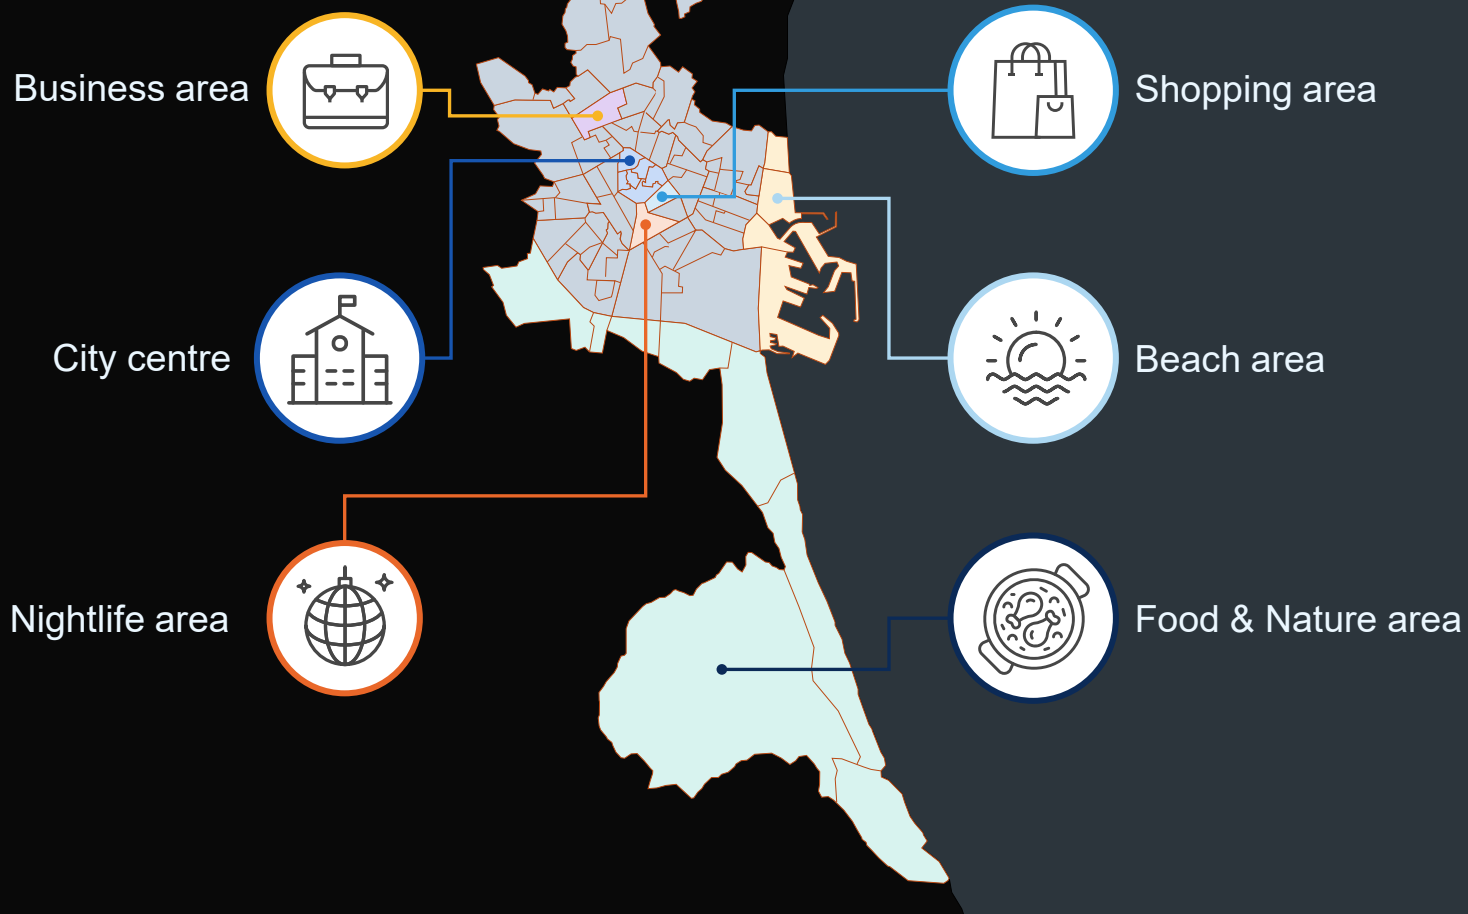 Business area
Shopping area
City centre
Beach area
Nightlife area
Food & Nature area